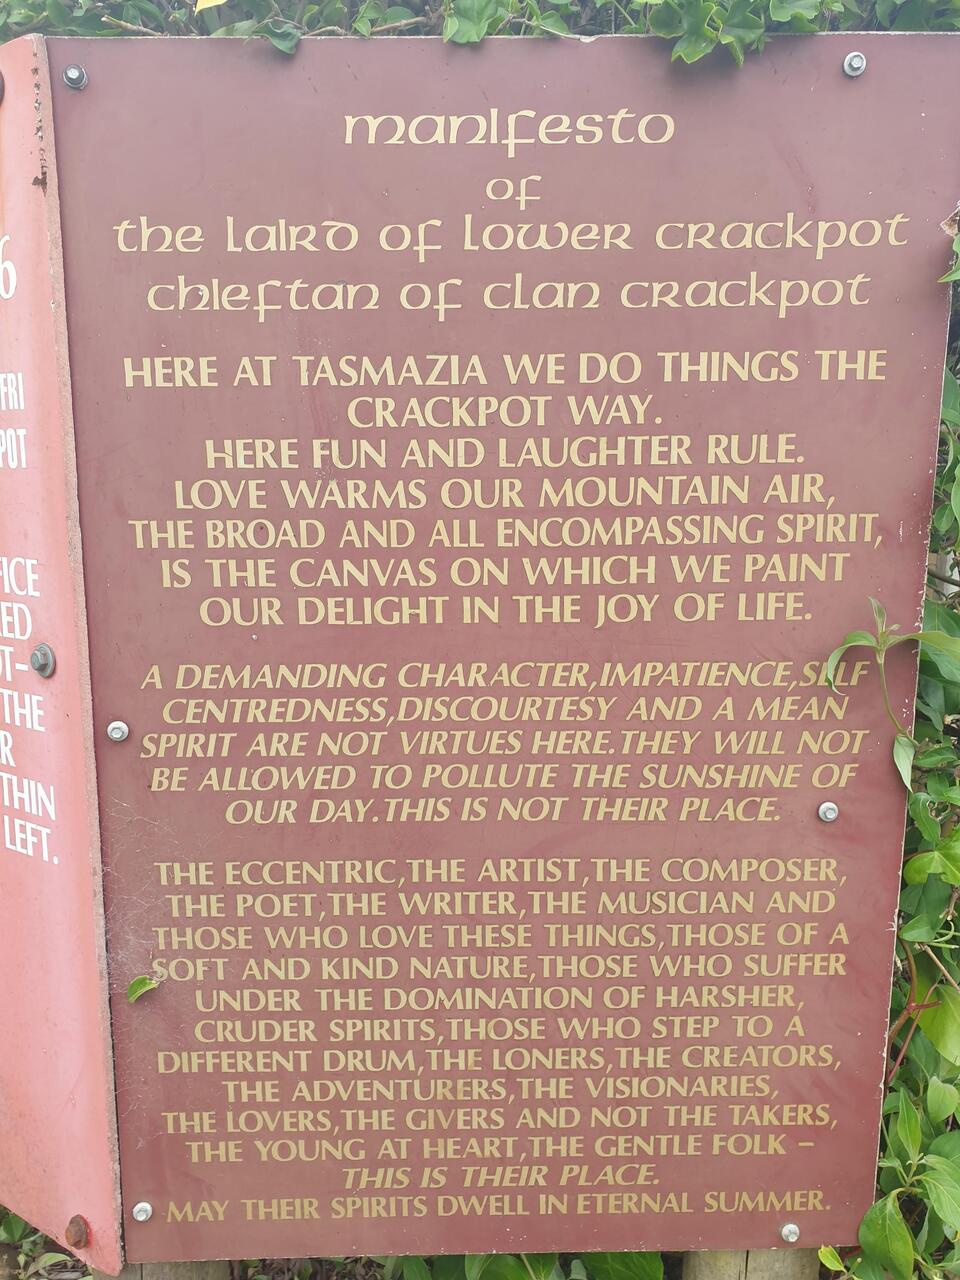 manifesto
of
the laird of lower crackpot
chieftan of clan crackpot
HERE AT TASMAZIA WE DO THINGS THE
CRACKPOT WAY.
HERE FUN AND LAUGHTER RULE.
LOVE WARMS OUR MOUNTAIN AIR,
THE BROAD AND ALL ENCOMPASSING SPIRIT,
IS THE CANVAS ON WHICH WE PAINT
OUR DELIGHT IN THE JOY OF LIFE.
A DEMANDING CHARACTER,IMPATIENCE,SELF
CENTREDNESS,DISCOURTESY AND A MEAN
SPIRIT ARE NOT VIRTUES HERE.THEY WILL NOT
BE ALLOWED TO POLLUTE THE SUNSHINE OF
OUR DAY.THIS IS NOT THEIR PLACE.
THE ECCENTRIC,THE ARTIST,THE COMPOSER,
THE POET,THE WRITER,THE MUSICIAN AND
THOSE WHO LOVE THESE THINGS,THOSE OF A
SOFT AND KIND NATURE,THOSE WHO SUFFER
UNDER THE DOMINATION OF HARSHER,
CRUDER SPIRITS,THOSE WHO STEP TO A
DIFFERENT DRUM,THE LONERS,THE CREATORS,
THE ADVENTURERS,THE VISIONARIES,
THE LOVERS,THE GIVERS AND NOT THE TAKERS,
THE YOUNG AT HEART,THE GENTLE FOLK –
THIS IS THEIR PLACE.
MAY THEIR SPIRITS DWELL IN ETERNAL SUMMER.
6
FRI
THE
LEFT.